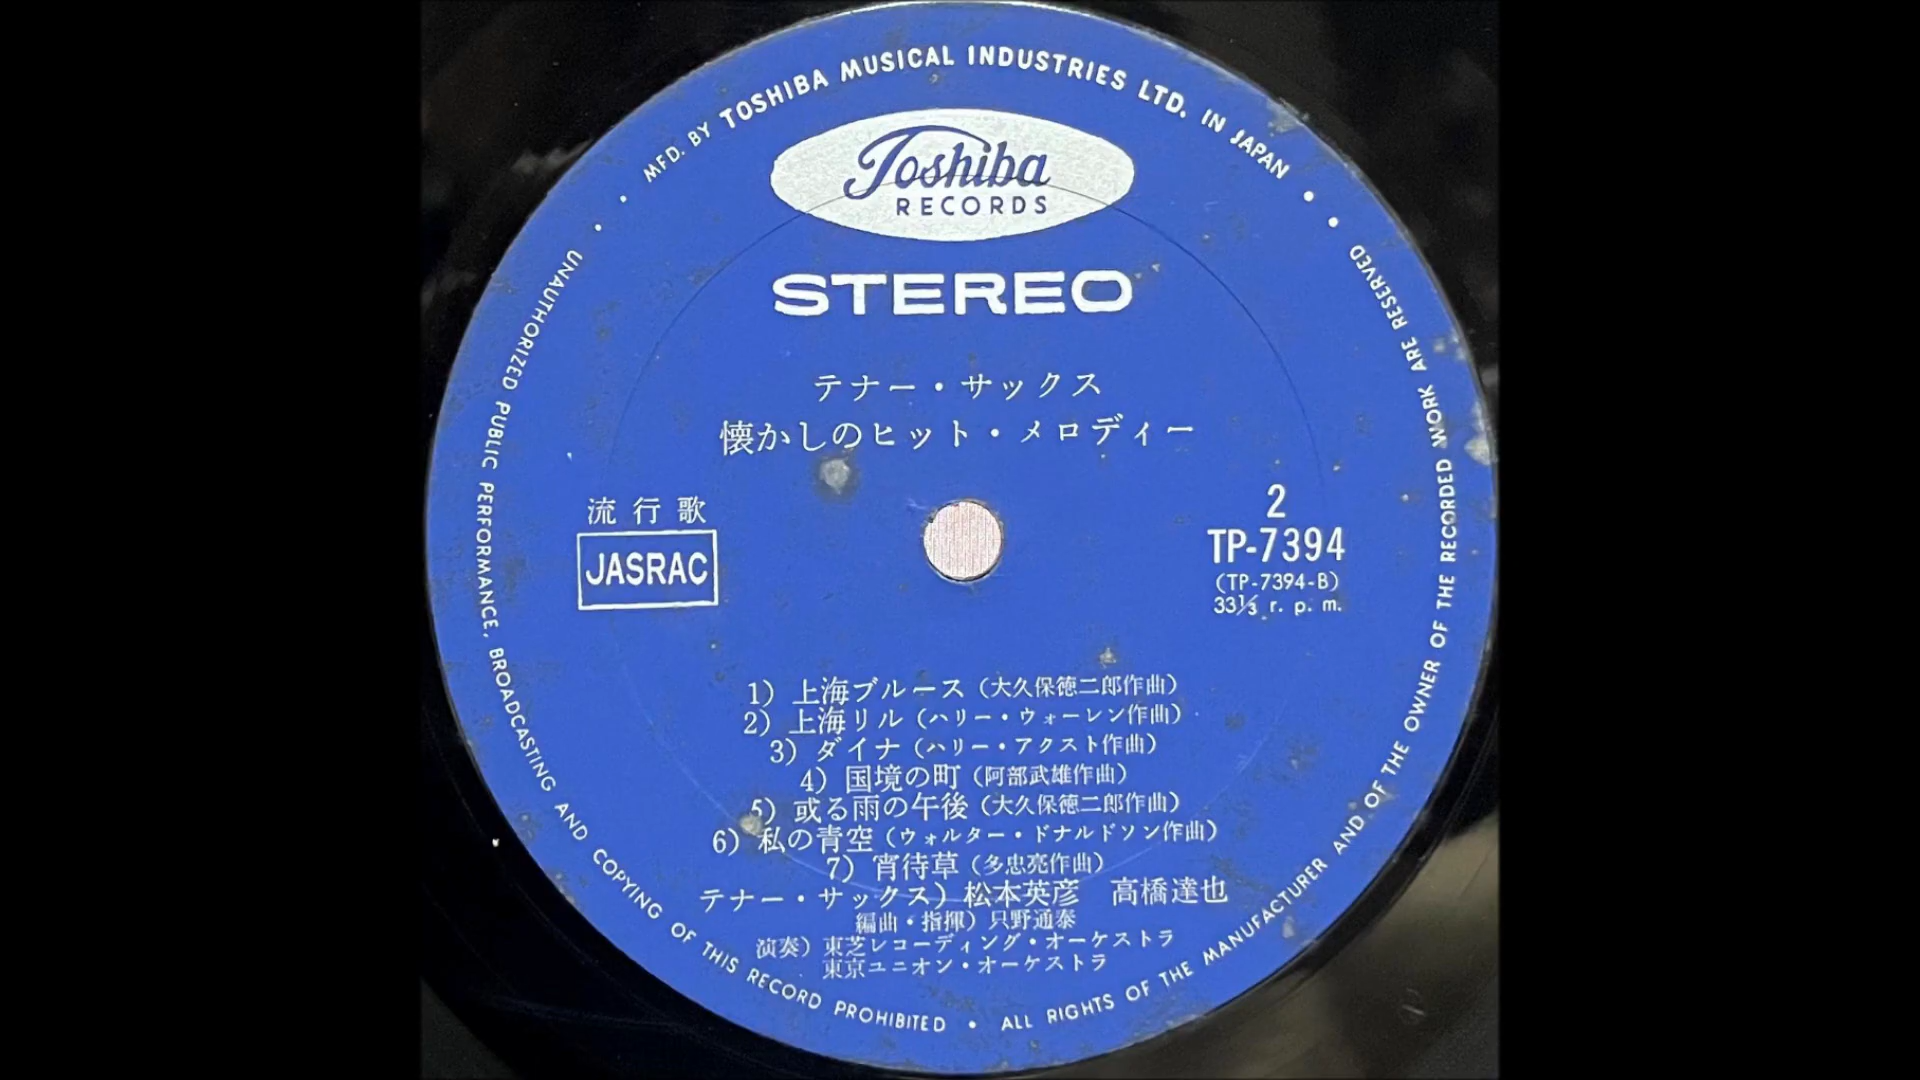 MFD. BY TOSHIBA MUSICAL INDUSTRIES LTD. IN JAPAN
Toshiba
RECORDS
STEREO
テナー・サックス
懐かしのヒット・メロディー
流行歌
JASRAC
2
TP-7394
(TP-7394-B)
33⅓ r. p. m.
1) 上海ブルース（大久保徳二郎作曲）
2) 上海リル（ハリー・ウォーレン作曲）
3) ダイナ（ハリー・アクスト作曲）
4) 国境の町（阿部武雄作曲）
5) 或る雨の午後（大久保徳二郎作曲）
6) 私の青空（ウォルター・ドナルドソン作曲）
7) 宵待草（多忠亮作曲）
テナー・サックス）松本英彦　高橋達也
編曲・指揮）只野通泰
演奏）東芝レコーディング・オーケストラ
東京ユニオン・オーケストラ
UNAUTHORIZED PUBLIC PERFORMANCE, BROADCASTING AND COPYING OF THIS RECORD PROHIBITED • ALL RIGHTS OF THE MANUFACTURER AND OF THE OWNER OF THE RECORDED WORK ARE RESERVED